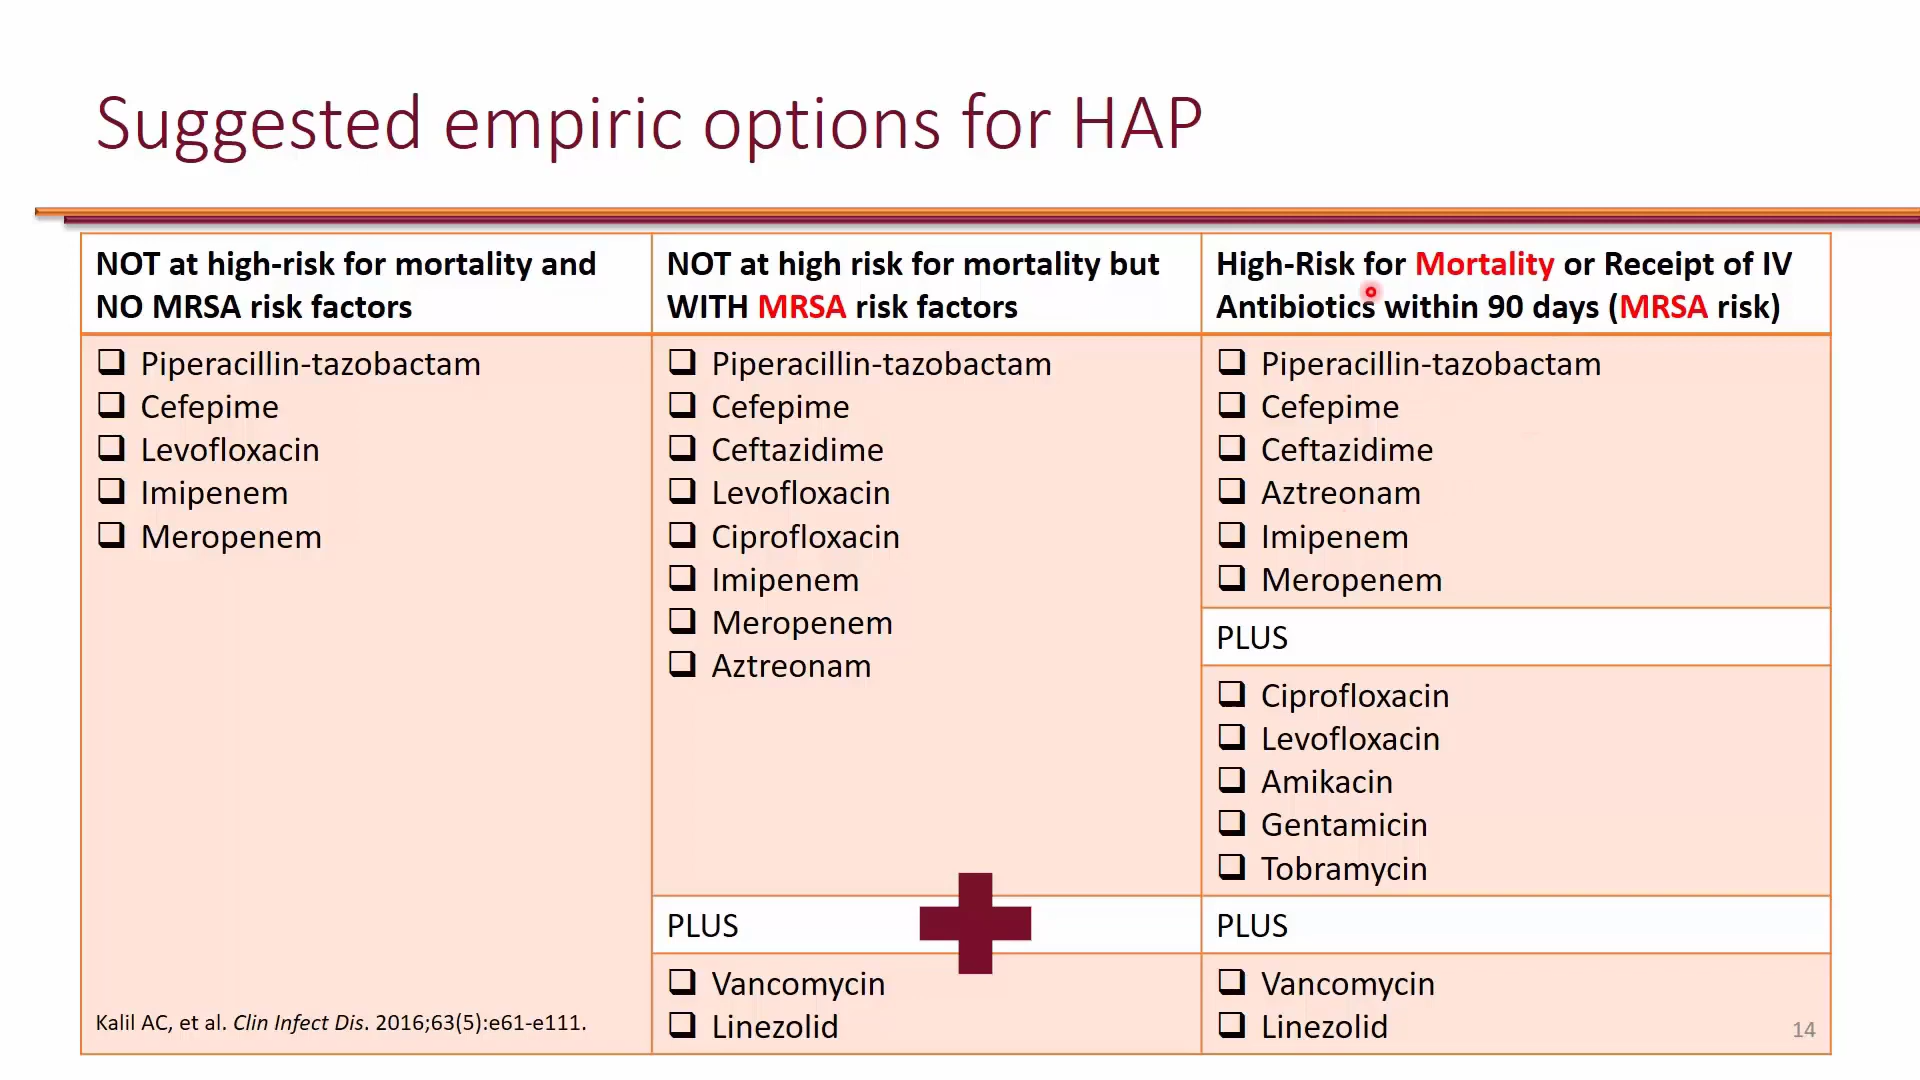 Suggested empiric options for HAP
NOT at high-risk for mortality and
NO MRSA risk factors
Piperacillin-tazobactam
Cefepime
Levofloxacin
Imipenem
Meropenem
Kalil AC, et al. Clin Infect Dis. 2016;63(5):e61-e111.
NOT at high risk for mortality but
WITH MRSA risk factors
Piperacillin-tazobactam
Cefepime
Ceftazidime
Levofloxacin
Ciprofloxacin
Imipenem
Meropenem
Aztreonam
PLUS
Vancomycin
Linezolid
High-Risk for Mortality or Receipt of IV
Antibiotics within 90 days (MRSA risk)
Piperacillin-tazobactam
Cefepime
Ceftazidime
Aztreonam
Imipenem
Meropenem
PLUS
Ciprofloxacin
Levofloxacin
Amikacin
Gentamicin
Tobramycin
PLUS
Vancomycin
Linezolid
14